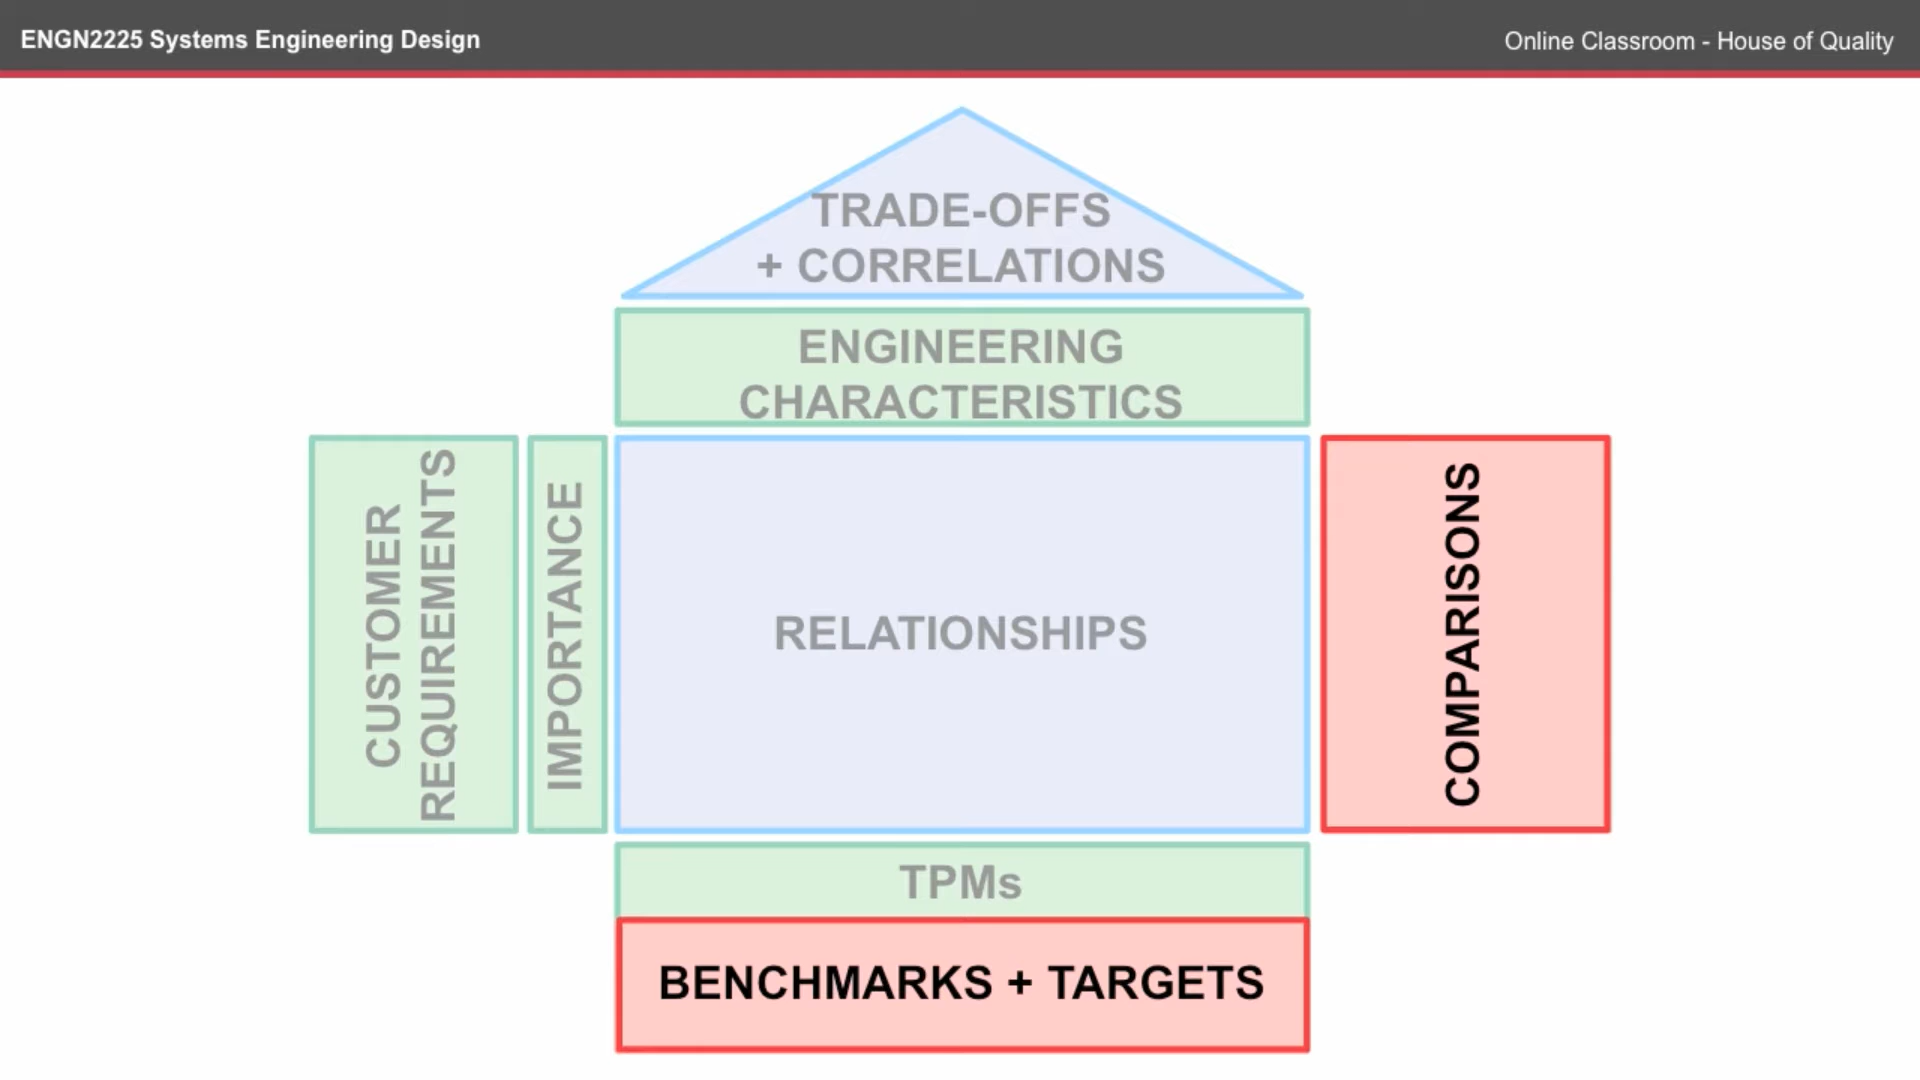 ENGN2225 Systems Engineering Design
Online Classroom - House of Quality
TRADE-OFFS
+ CORRELATIONS
ENGINEERING
CHARACTERISTICS
CUSTOMER
REQUIREMENTS
IMPORTANCE
RELATIONSHIPS
COMPARISONS
TPMs
BENCHMARKS + TARGETS